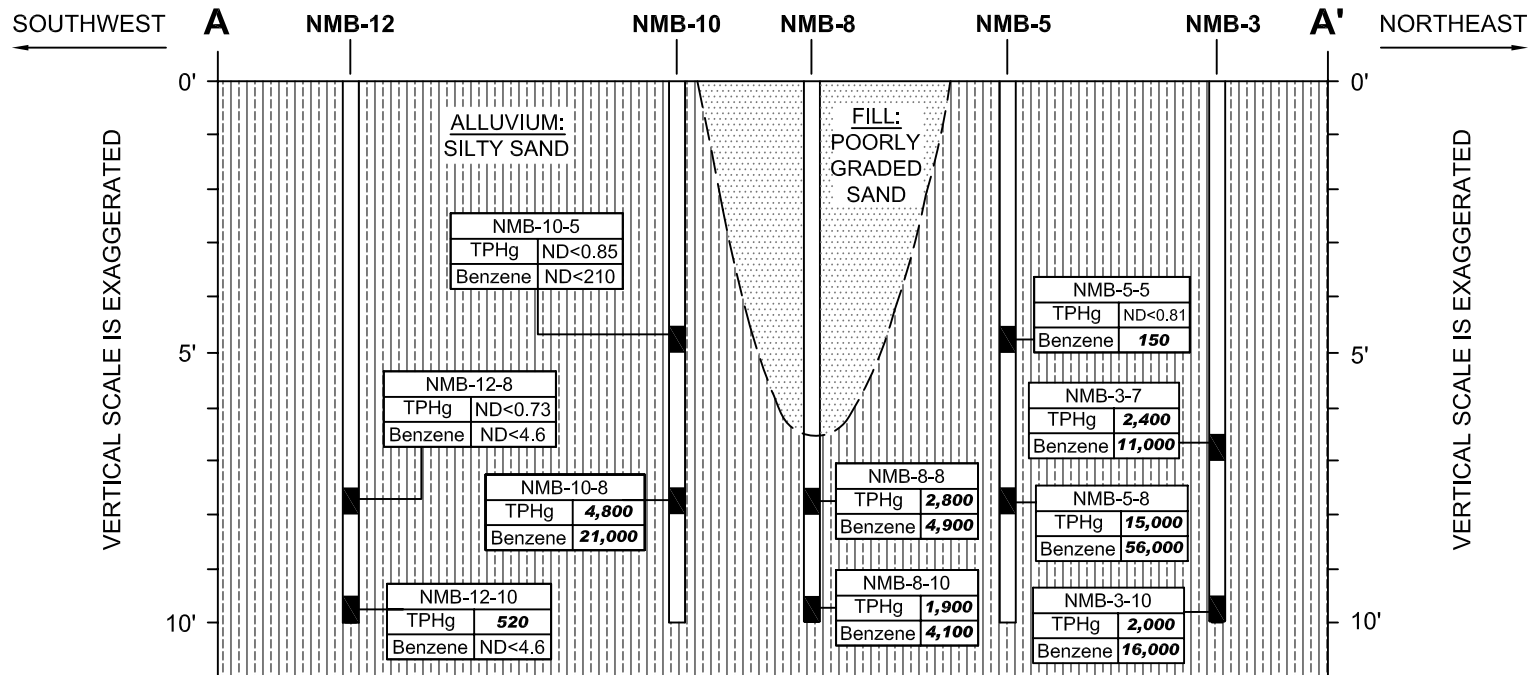 SOUTHWEST
A
NMB-12
NMB-10
NMB-8
NMB-5
NMB-3
A'
NORTHEAST
0'
0'
VERTICAL SCALE IS EXAGGERATED
ALLUVIUM:
SILTY SAND
FILL:
POORLY
GRADED
SAND
VERTICAL SCALE IS EXAGGERATED
NMB-10-5
TPHg ND<0.85
Benzene ND<210
NMB-5-5
TPHg ND<0.81
Benzene 150
5'
5'
NMB-12-8
TPHg ND<0.73
Benzene ND<4.6
NMB-3-7
TPHg 2,400
Benzene 11,000
NMB-10-8
TPHg 4,800
Benzene 21,000
NMB-8-8
TPHg 2,800
Benzene 4,900
NMB-5-8
TPHg 15,000
Benzene 56,000
NMB-12-10
TPHg 520
Benzene ND<4.6
NMB-8-10
TPHg 1,900
Benzene 4,100
NMB-3-10
TPHg 2,000
Benzene 16,000
10'
10'